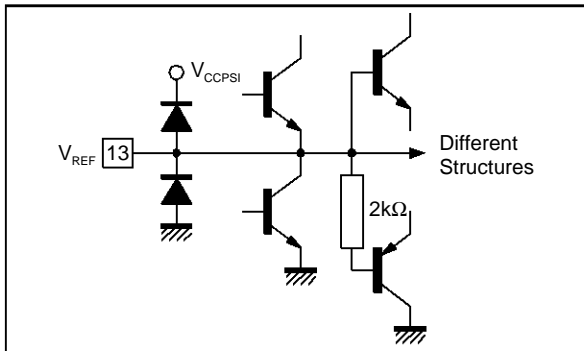 VCCPSI
VREF 13
Different
Structures
2kΩ